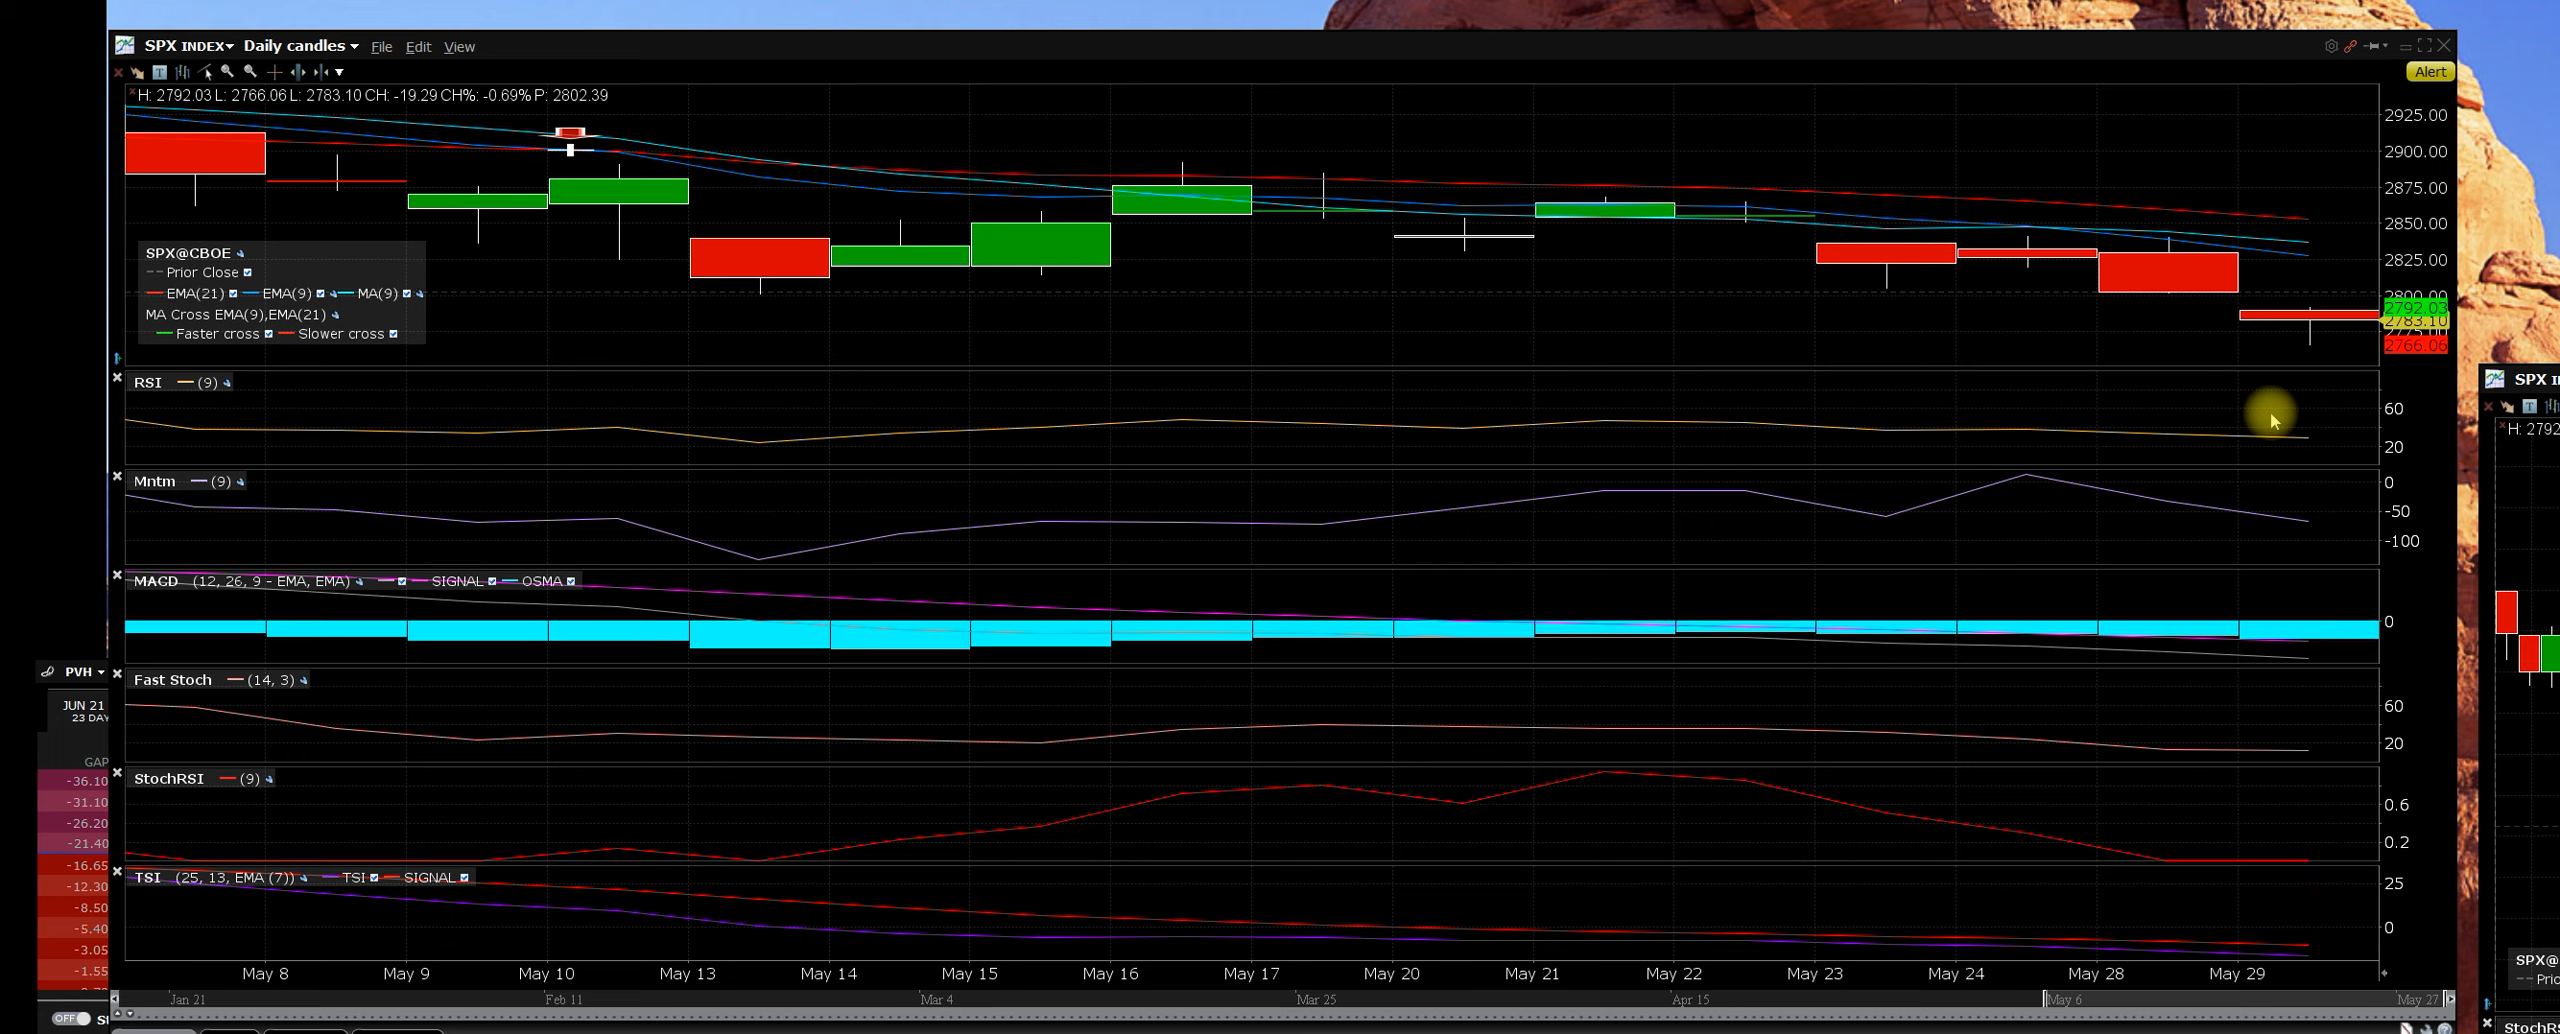 SPX INDEX Daily candles File Edit View
Alert
H: 2792.03 L: 2766.06 L: 2783.10 CH: -19.29 CH%: -0.69% P: 2802.39
2925.00
2900.00
2875.00
2850.00
2825.00
2800.00
2792.03
2783.10
2775.00
2766.06
SPX@CBOE
Prior Close
EMA(21) EMA(9) MA(9)
MA Cross EMA(9),EMA(21)
Faster cross Slower cross
RSI (9)
60
20
Mntm (9)
0
-50
-100
MACD (12, 26, 9 - EMA, EMA) SIGNAL OSMA
0
Fast Stoch (14, 3)
60
20
StochRSI (9)
0.6
0.2
TSI (25, 13, EMA (7)) TSI SIGNAL
25
0
May 8 May 9 May 10 May 13 May 14 May 15 May 16 May 17 May 20 May 21 May 22 May 23 May 24 May 28 May 29
Jan 21 Feb 11 Mar 4 Mar 25 Apr 15 May 6 May 27
PVH
JUN 21
23 DAY
GAP
-36.10
-31.10
-26.20
-21.40
-16.65
-12.30
-8.50
-5.40
-3.05
-1.55
OFF
SPX
H: 2792
SPX@
StochRS